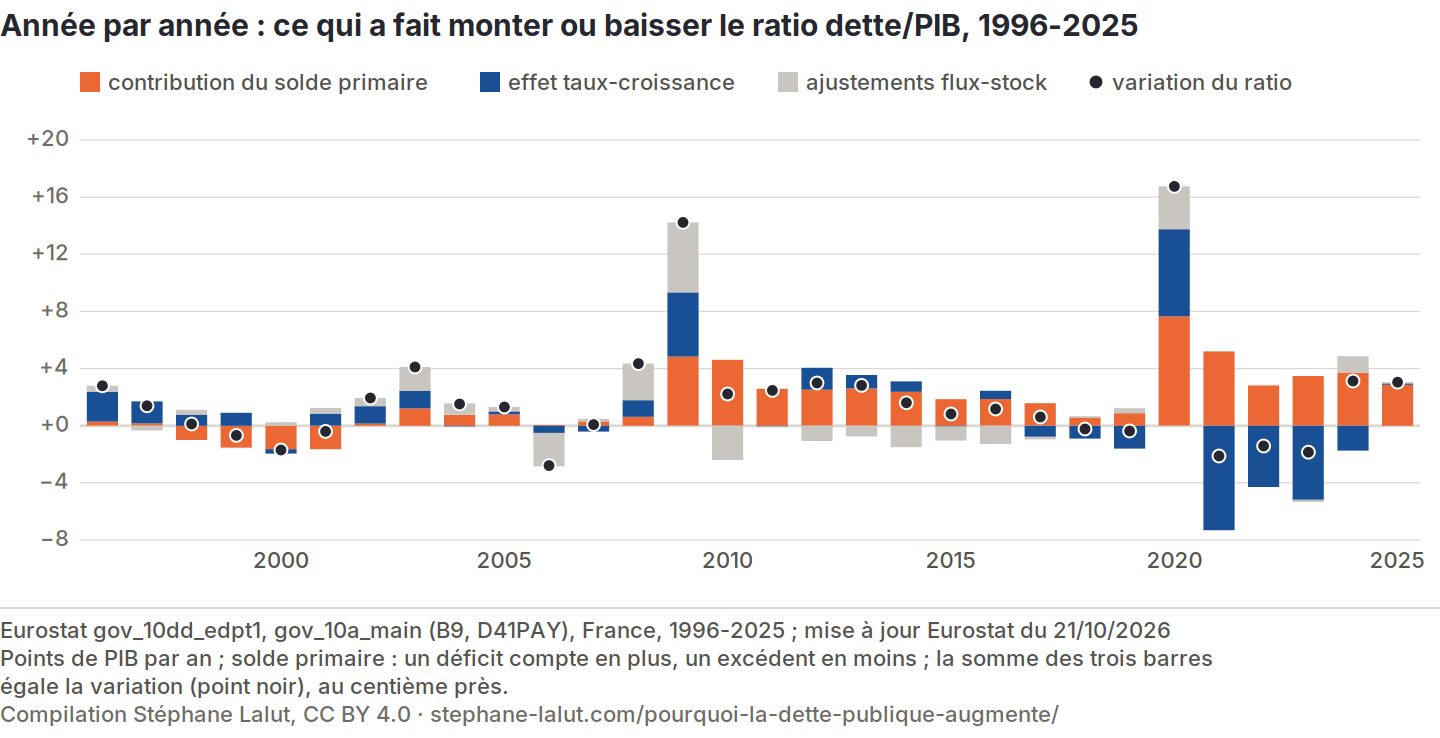 Année par année : ce qui a fait monter ou baisser le ratio dette/PIB, 1996-2025
contribution du solde primaire effet taux-croissance ajustements flux-stock variation du ratio
+20
+16
+12
+8
+4
+0
−4
−8
2000 2005 2010 2015 2020 2025
Eurostat gov_10dd_edpt1, gov_10a_main (B9, D41PAY), France, 1996-2025 ; mise à jour Eurostat du 21/10/2026
Points de PIB par an ; solde primaire : un déficit compte en plus, un excédent en moins ; la somme des trois barres
égale la variation (point noir), au centième près.
Compilation Stéphane Lalut, CC BY 4.0 · stephane-lalut.com/pourquoi-la-dette-publique-augmente/